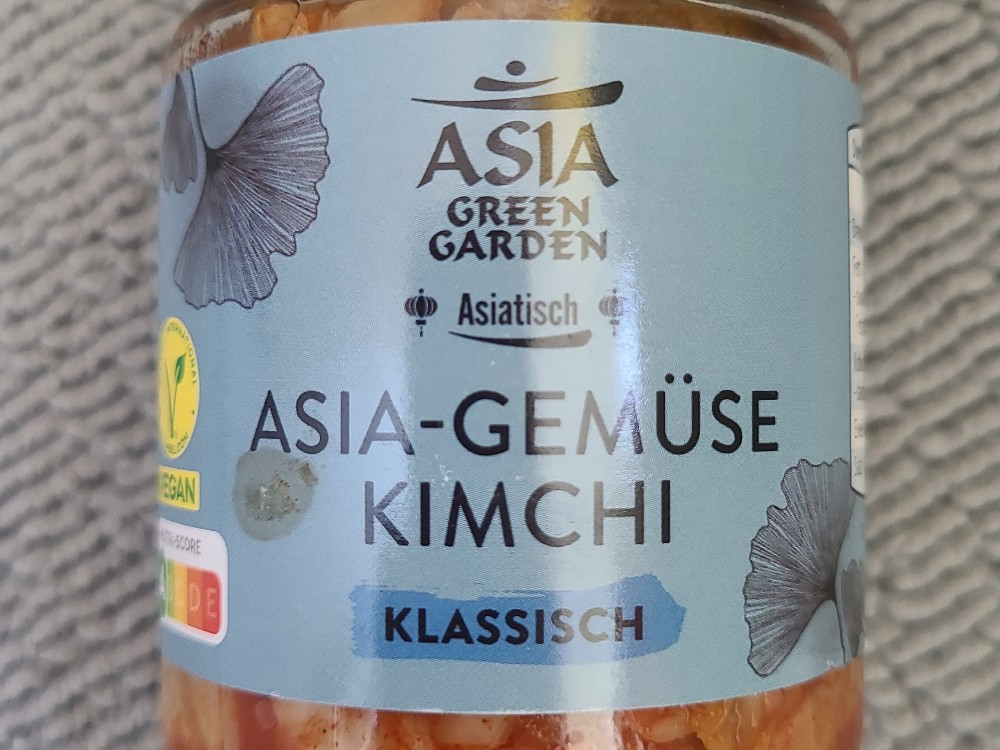 ASIA
GREEN
GARDEN
Asiatisch
ASIA-GEMÜSE
KIMCHI
KLASSISCH
VEGAN
D E